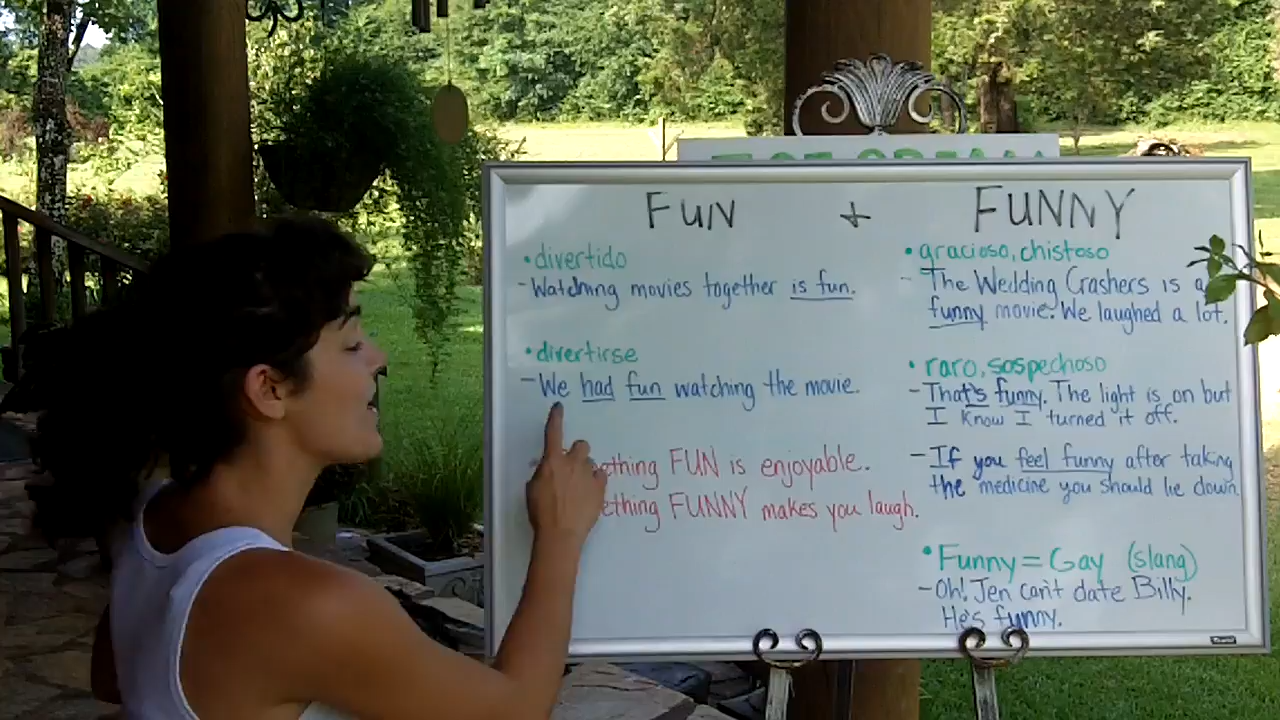 FUN + FUNNY
• divertido
- Watching movies together is fun.
• divertirse
- We had fun watching the movie.
ething FUN is enjoyable.
ething FUNNY makes you laugh.
• gracioso, chistoso
- The Wedding Crashers is a
funny movie. We laughed a lot.
• raro, sospechoso
- That's funny. The light is on but
I know I turned it off.
- If you feel funny after taking
the medicine you should lie down.
• Funny = Gay (slang)
- Oh! Jen can't date Billy.
He's funny.